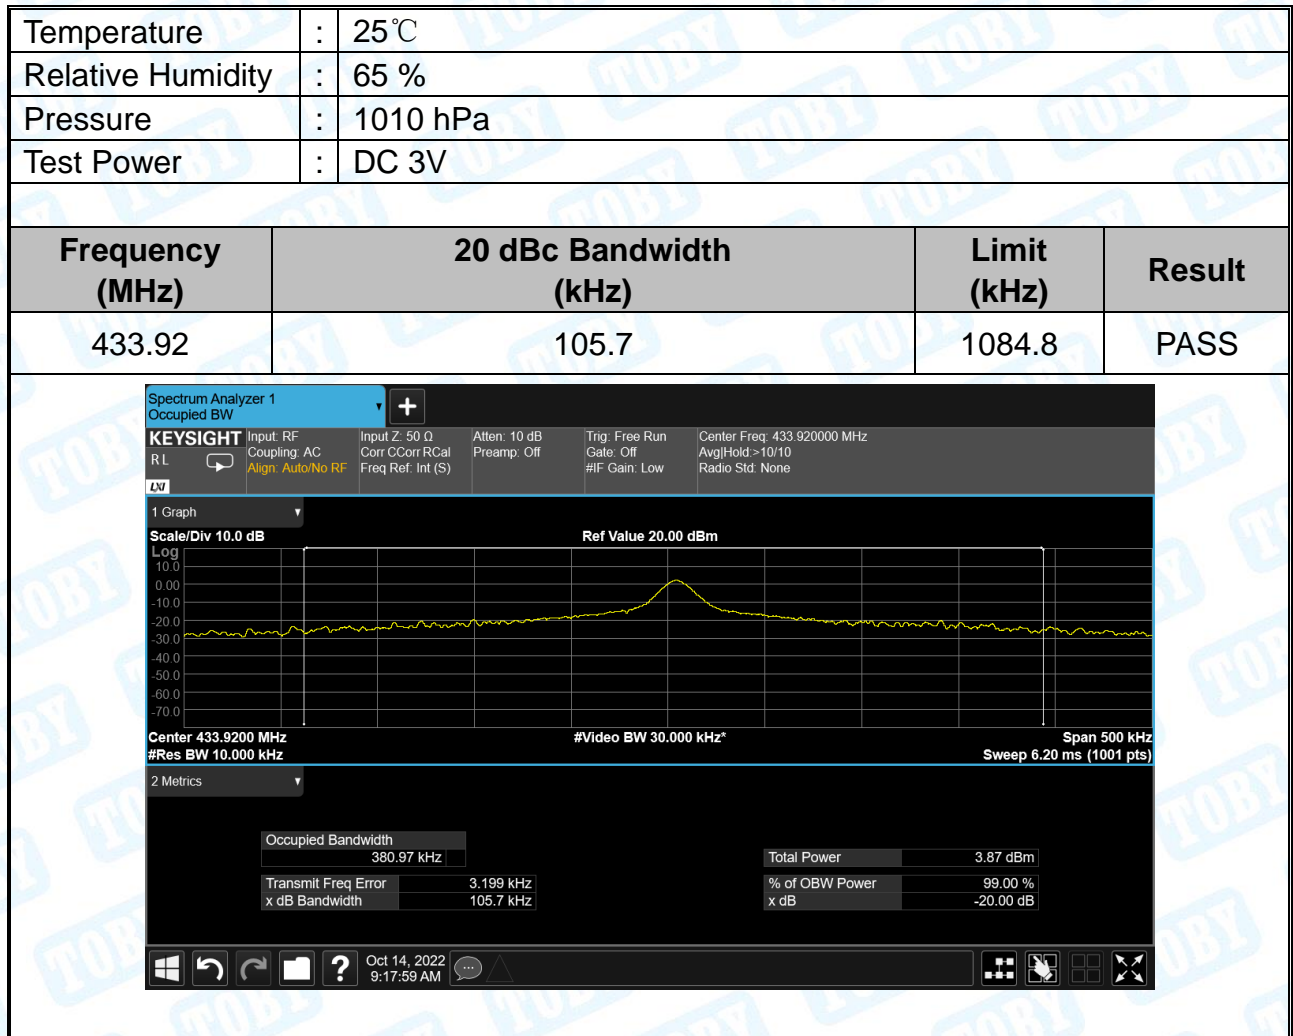 Temperature : 25℃
Relative Humidity : 65 %
Pressure : 1010 hPa
Test Power : DC 3V
Frequency (MHz) 20 dBc Bandwidth (kHz) Limit (kHz) Result
433.92 105.7 1084.8 PASS
Spectrum Analyzer 1
Occupied BW
KEYSIGHT Input: RF Input Z: 50 Ω Atten: 10 dB Trig: Free Run Center Freq: 433.920000 MHz
R L Coupling: AC Corr CCorr RCal Preamp: Off Gate: Off Avg|Hold:>10/10
Align: Auto/No RF Freq Ref: Int (S) #IF Gain: Low Radio Std: None
LXI
1 Graph
Scale/Div 10.0 dB Ref Value 20.00 dBm
Log
10.0
0.00
-10.0
-20.0
-30.0
-40.0
-50.0
-60.0
-70.0
Center 433.9200 MHz #Video BW 30.000 kHz* Span 500 kHz
#Res BW 10.000 kHz Sweep 6.20 ms (1001 pts)
2 Metrics
Occupied Bandwidth
380.97 kHz Total Power 3.87 dBm
Transmit Freq Error 3.199 kHz % of OBW Power 99.00 %
x dB Bandwidth 105.7 kHz x dB -20.00 dB
Oct 14, 2022
9:17:59 AM
TOBY